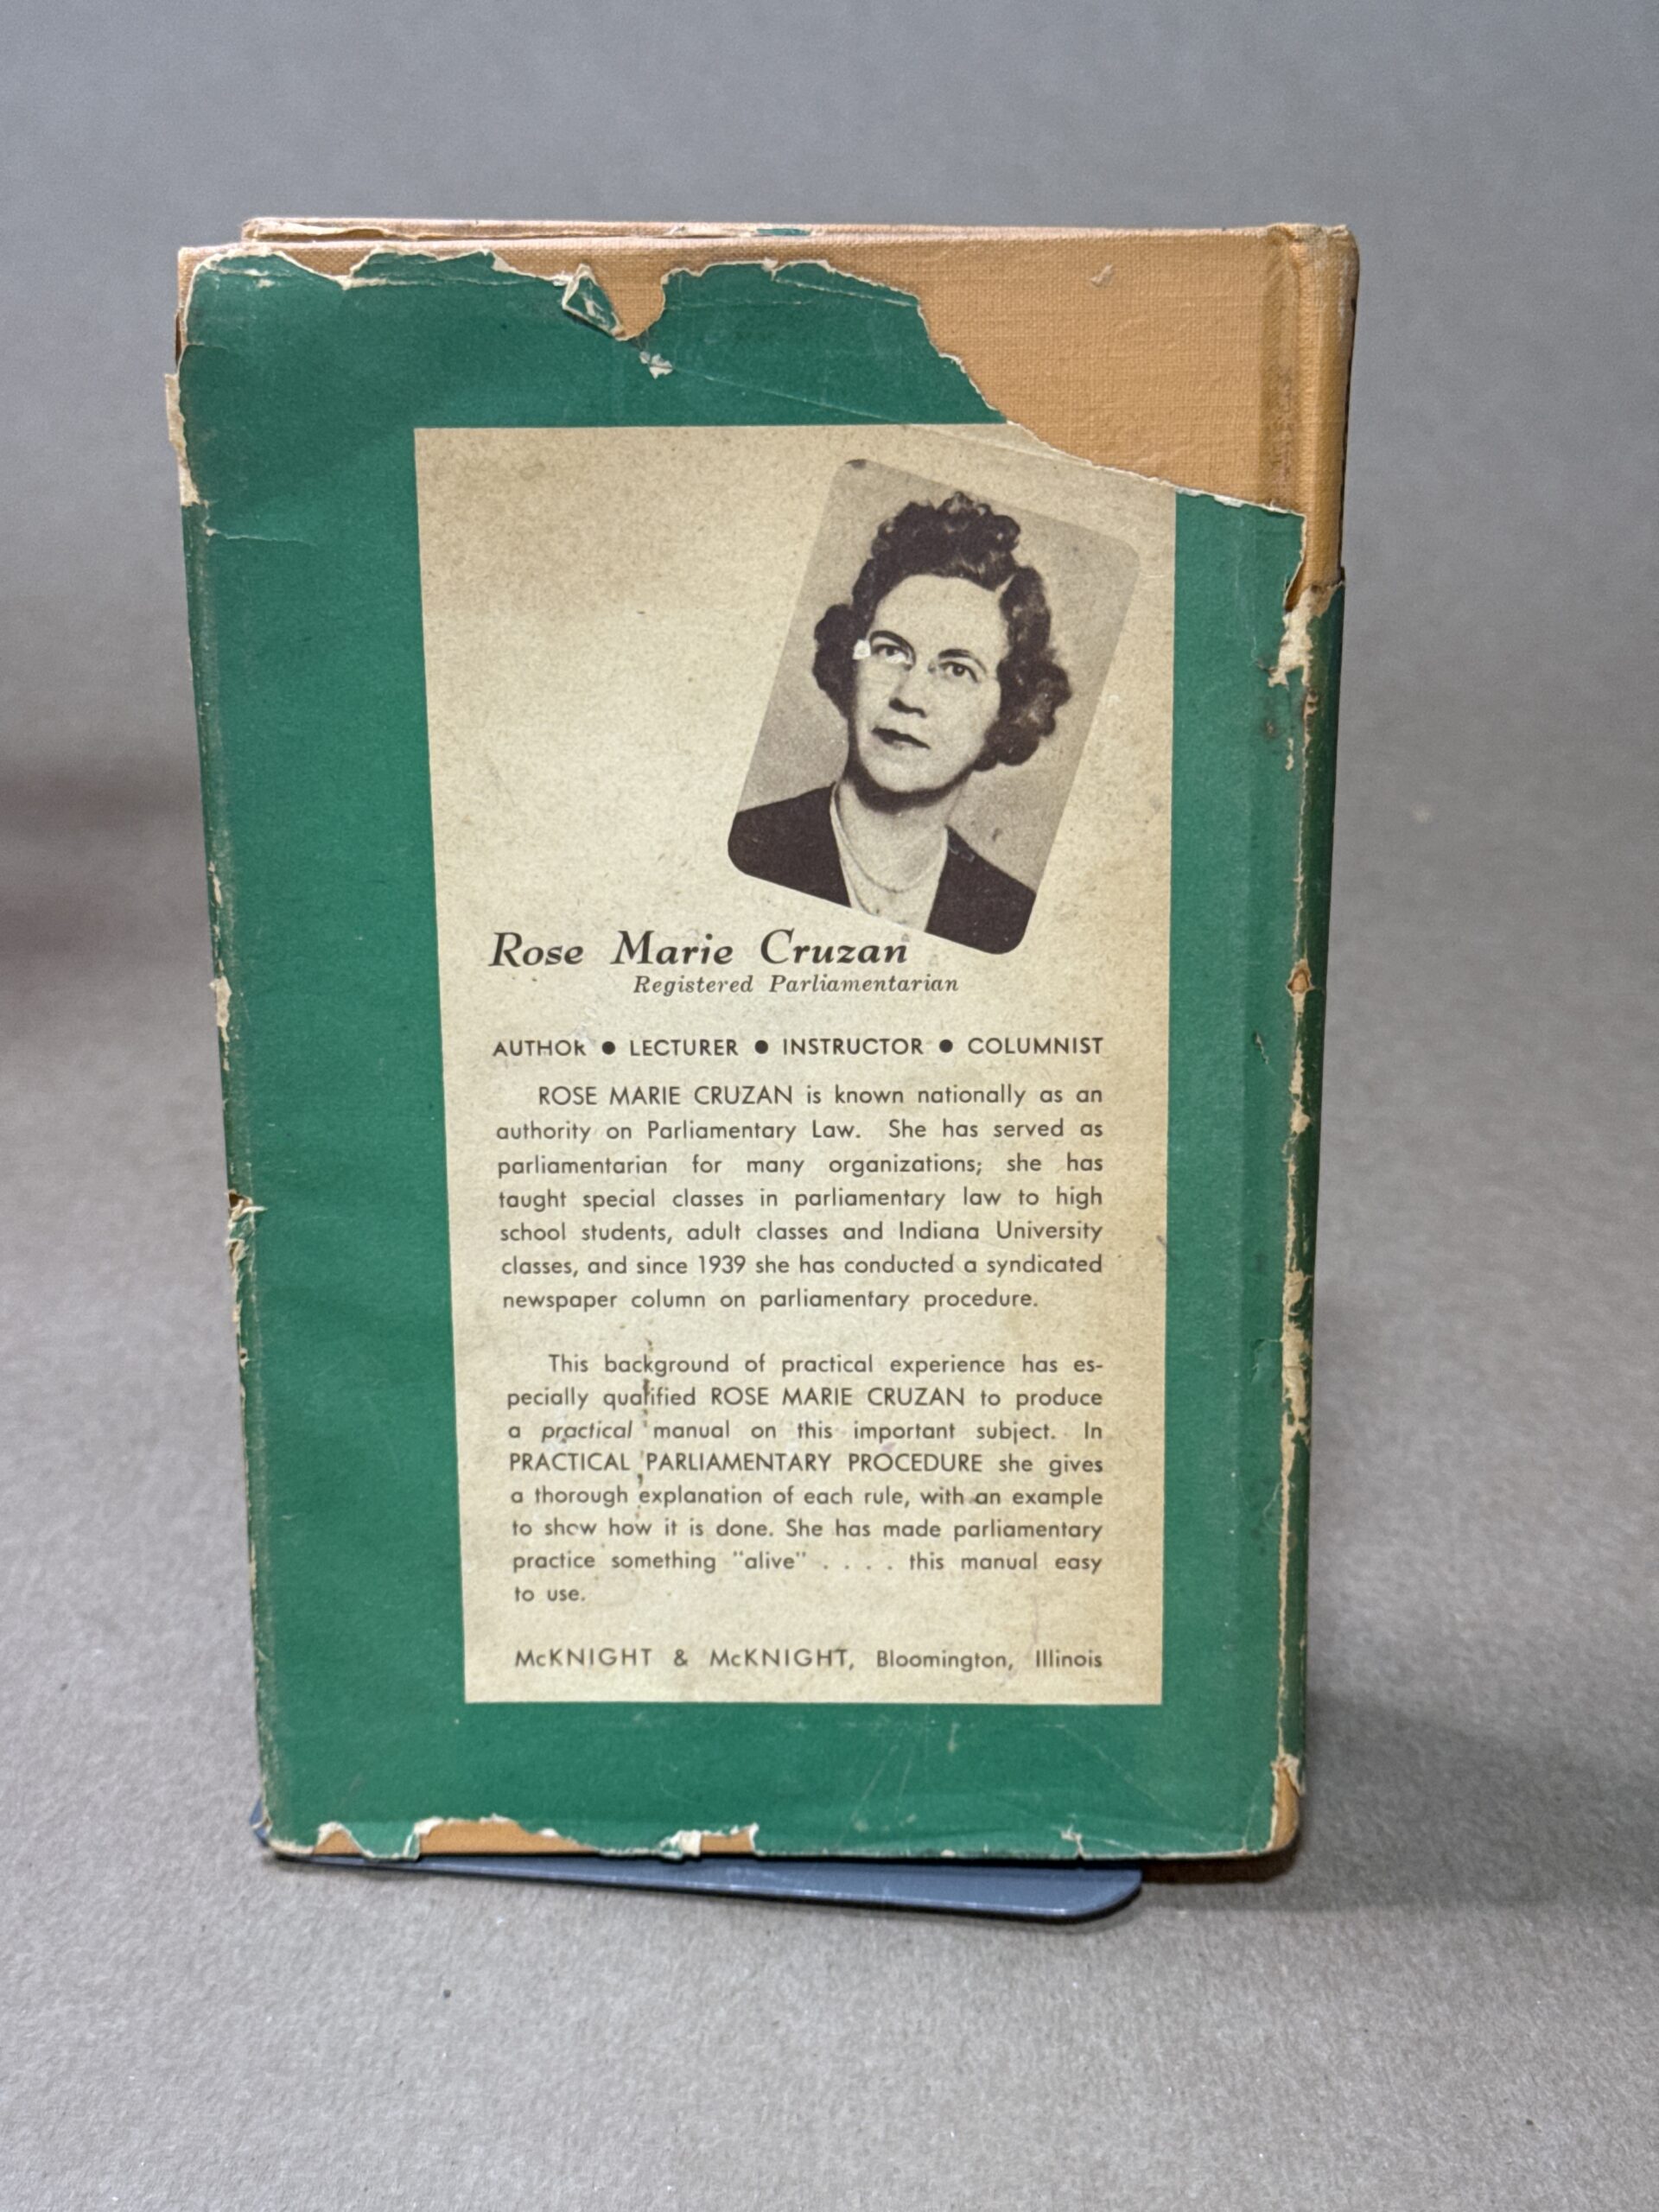 Rose Marie Cruzan
Registered Parliamentarian
AUTHOR ● LECTURER ● INSTRUCTOR ● COLUMNIST
ROSE MARIE CRUZAN is known nationally as an
authority on Parliamentary Law. She has served as
parliamentarian for many organizations; she has
taught special classes in parliamentary law to high
school students, adult classes and Indiana University
classes, and since 1939 she has conducted a syndicated
newspaper column on parliamentary procedure.
This background of practical experience has es-
pecially qualified ROSE MARIE CRUZAN to produce
a practical manual on this important subject. In
PRACTICAL PARLIAMENTARY PROCEDURE she gives
a thorough explanation of each rule, with an example
to show how it is done. She has made parliamentary
practice something "alive" . . . . this manual easy
to use.
McKNIGHT & McKNIGHT, Bloomington, Illinois